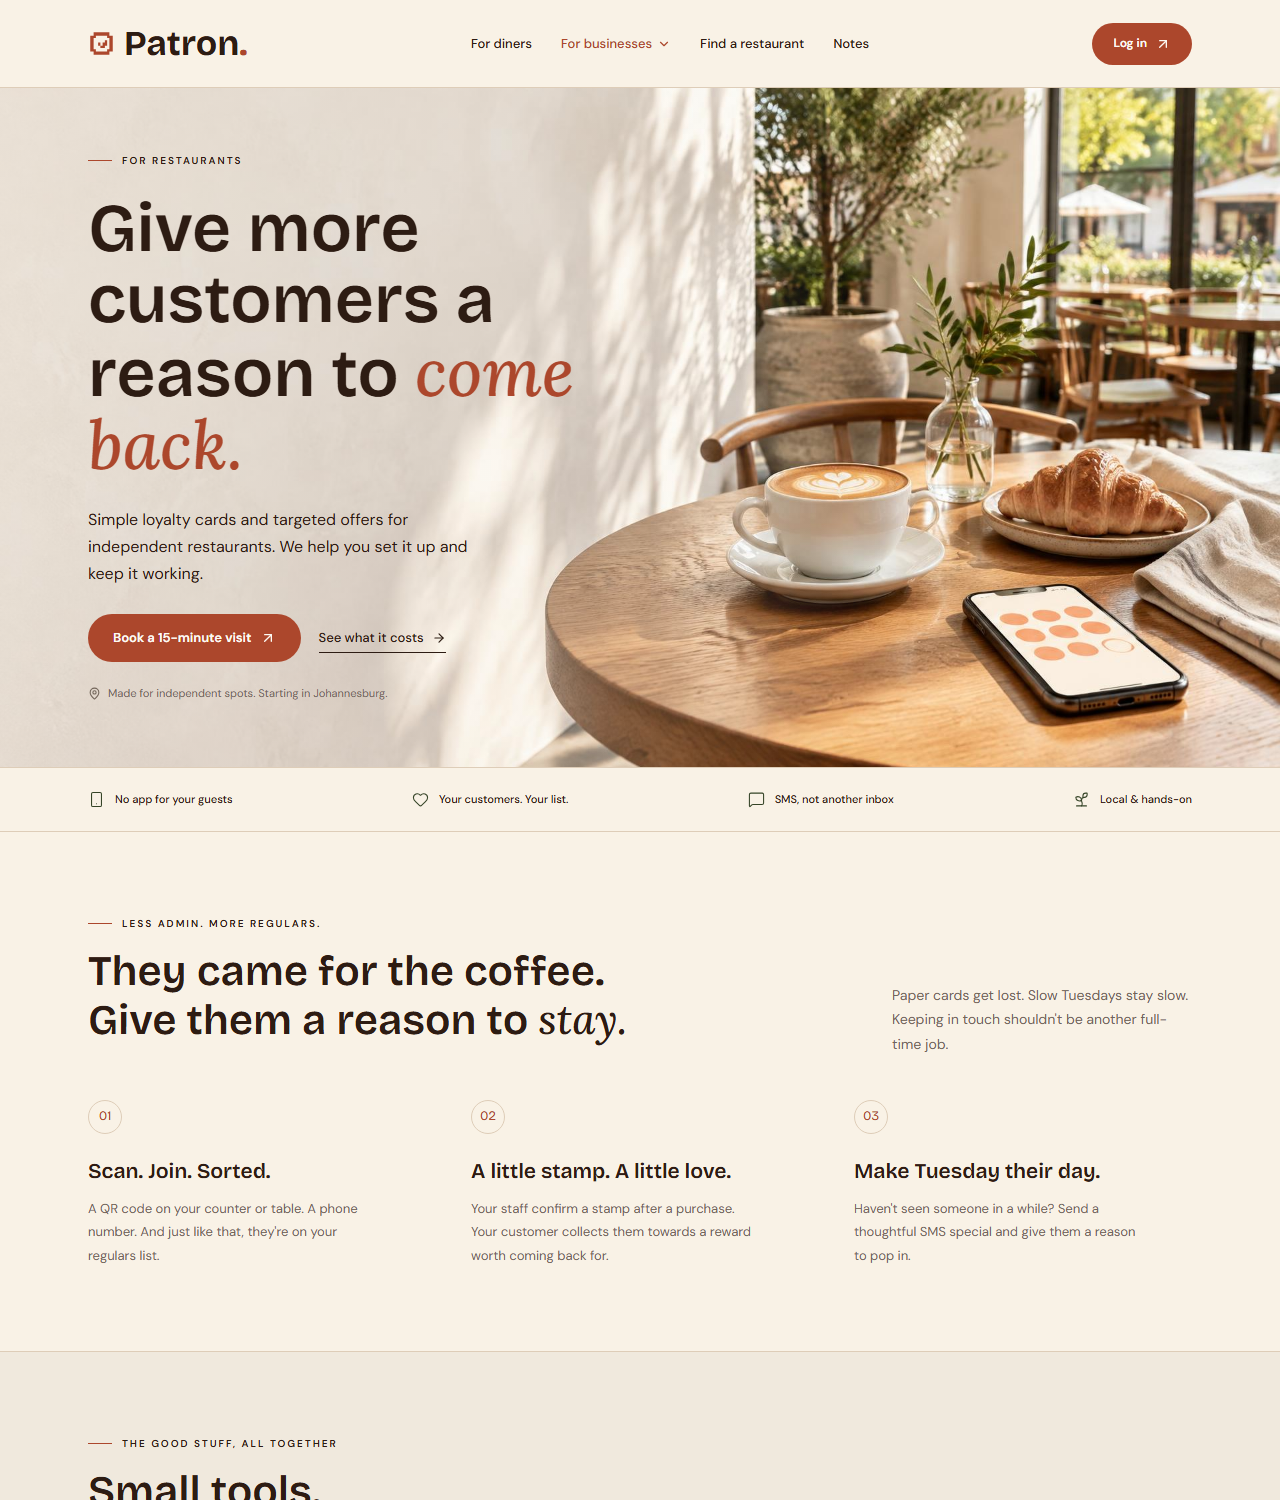 Patron.
For diners
For businesses
Find a restaurant
Notes
Log in
FOR RESTAURANTS
Give more
customers a
reason to come
back.
Simple loyalty cards and targeted offers for
independent restaurants. We help you set it up and
keep it working.
Book a 15-minute visit
See what it costs
Made for independent spots. Starting in Johannesburg.
No app for your guests
Your customers. Your list.
SMS, not another inbox
Local & hands-on
LESS ADMIN. MORE REGULARS.
They came for the coffee.
Give them a reason to stay.
Paper cards get lost. Slow Tuesdays stay slow.
Keeping in touch shouldn't be another full-
time job.
01
Scan. Join. Sorted.
A QR code on your counter or table. A phone
number. And just like that, they're on your
regulars list.
02
A little stamp. A little love.
Your staff confirm a stamp after a purchase.
Your customer collects them towards a reward
worth coming back for.
03
Make Tuesday their day.
Haven't seen someone in a while? Send a
thoughtful SMS special and give them a reason
to pop in.
THE GOOD STUFF, ALL TOGETHER
Small tools.